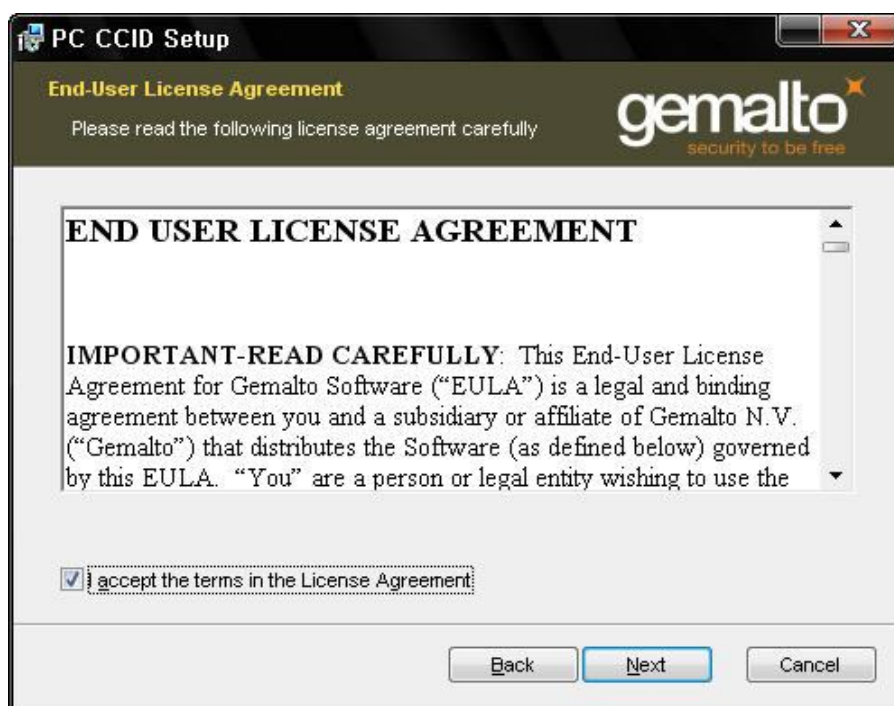 PC CCID Setup
End-User License Agreement
Please read the following license agreement carefully
gemalto
security to be free
END USER LICENSE AGREEMENT
IMPORTANT-READ CAREFULLY: This End-User License
Agreement for Gemalto Software (“EULA”) is a legal and binding
agreement between you and a subsidiary or affiliate of Gemalto N.V.
(“Gemalto”) that distributes the Software (as defined below) governed
by this EULA. “You” are a person or legal entity wishing to use the
I accept the terms in the License Agreement
Back Next Cancel